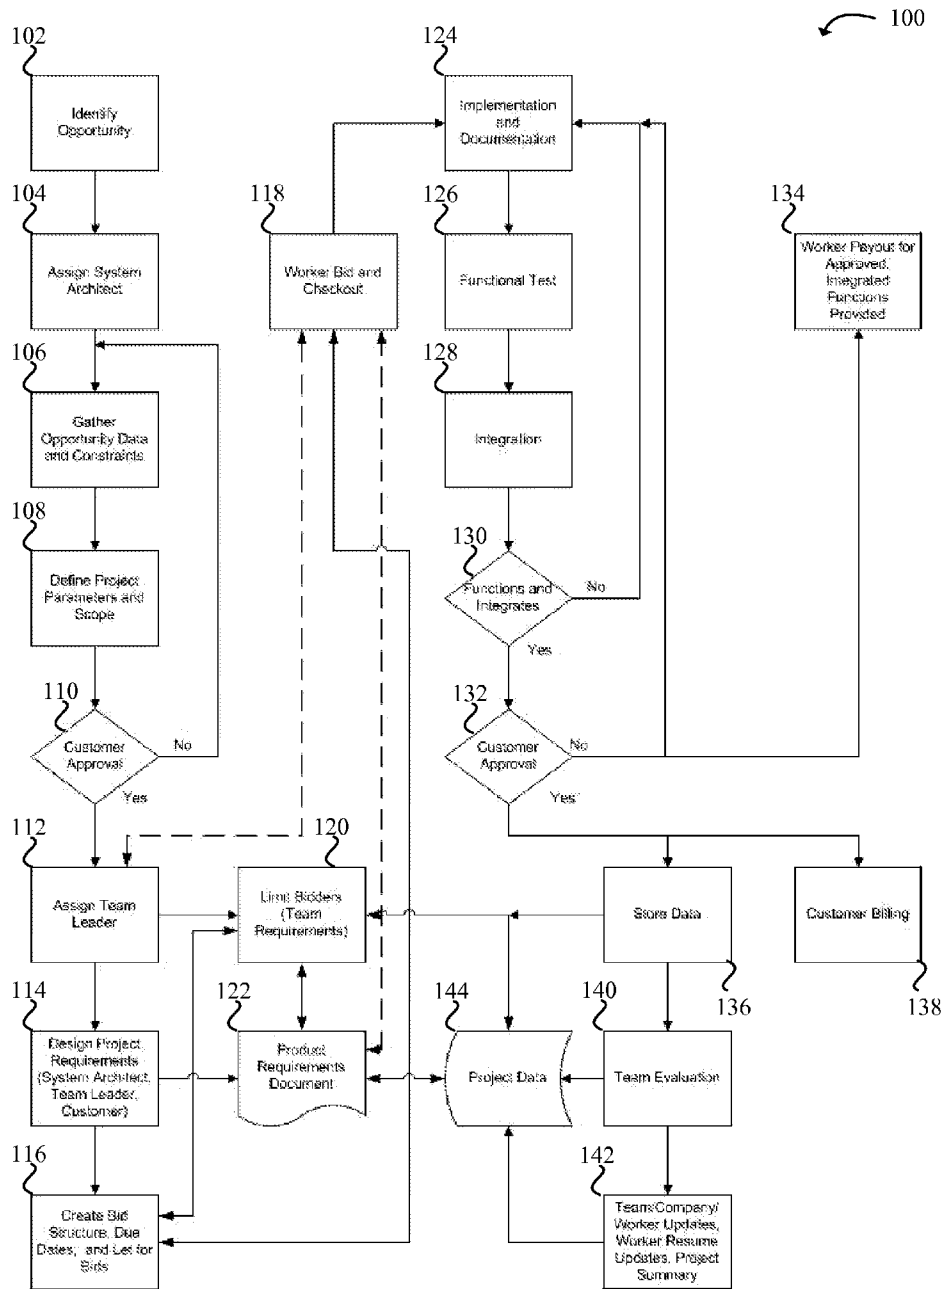 100
102
Identify
Opportunity
104
Assign System
Architect
106
Gather
Opportunity Data
and Constraints
108
Define Project
Parameters and
Scope
110
Customer
Approval
No
Yes
112
Assign Team
Leader
114
Design Project
Requirements
(System Architect,
Team Leader,
Customer)
116
Create Bid
Structure, Due
Dates, and Let for
Bids
118
Worker Bid and
Checkout
120
Limit Bidders
(Team
Requirements)
122
Product
Requirements
Document
124
Implementation
and
Documentation
126
Functional Test
128
Integration
130
Functions and
Integrates
No
Yes
132
Customer
Approval
No
Yes
134
Worker Payout for
Approved,
Integrated
Functions
Provided
Store Data
136
Customer Billing
138
140
Team Evaluation
142
Team/Company/
Worker Updates,
Worker Resume
Updates, Project
Summary
144
Project Data